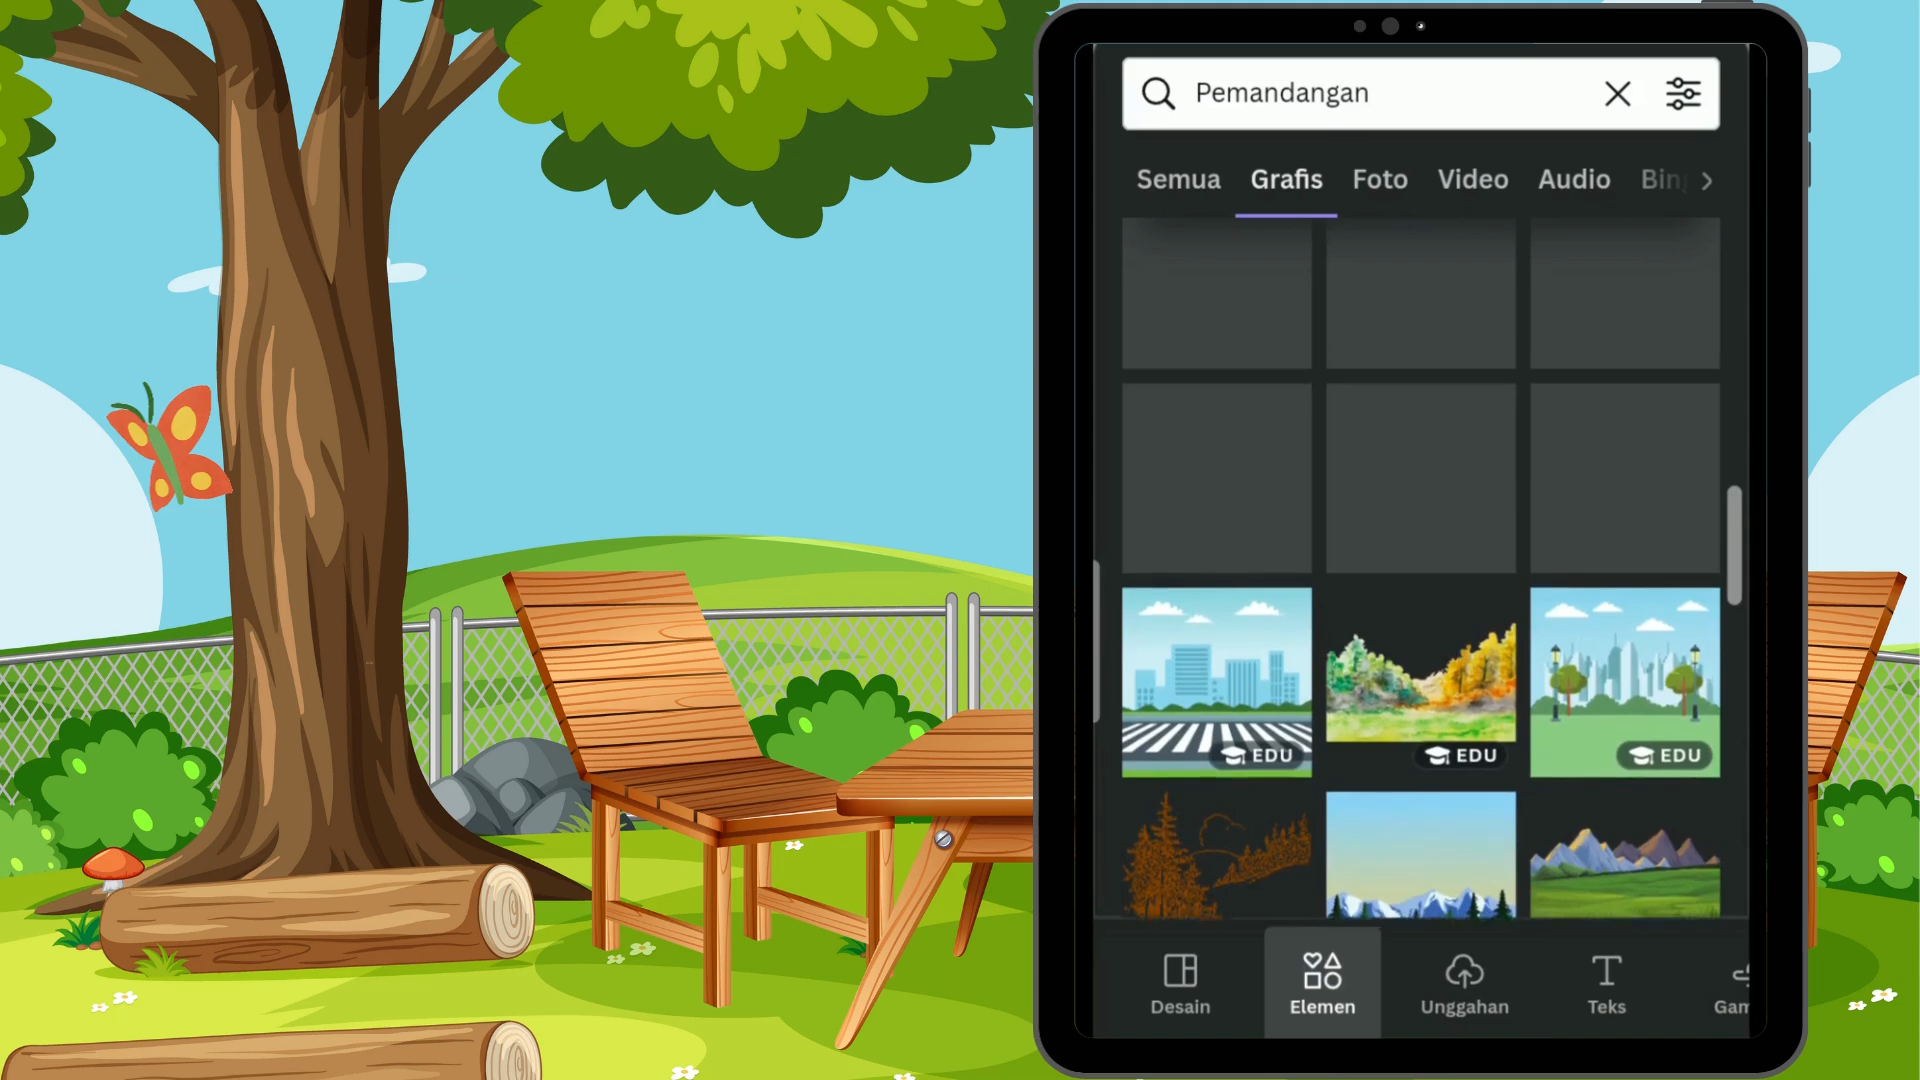 Pemandangan
Semua Grafis Foto Video Audio
EDU EDU EDU
Desain Elemen Unggahan Teks